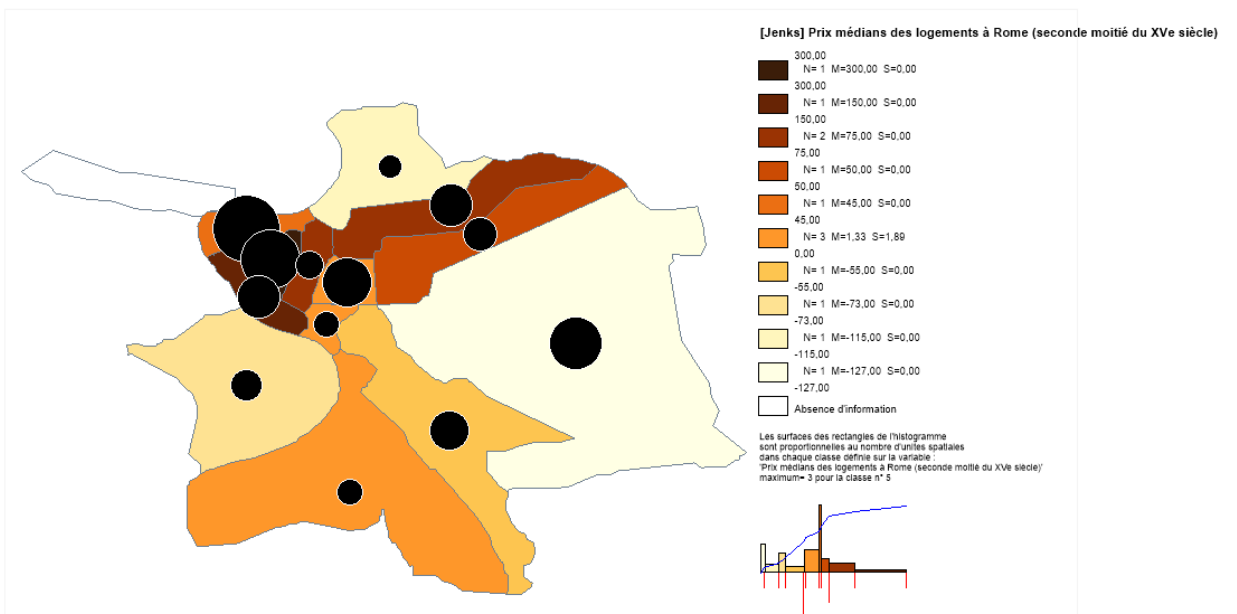 [Jenks] Prix médians des logements à Rome (seconde moitié du XVe siècle)
300,00
N= 1 M=300,00 S=0,00
300,00
N= 1 M=150,00 S=0,00
150,00
N= 2 M=75,00 S=0,00
75,00
N= 1 M=50,00 S=0,00
50,00
N= 1 M=45,00 S=0,00
45,00
N= 3 M=1,33 S=1,89
0,00
N= 1 M=-55,00 S=0,00
-55,00
N= 1 M=-73,00 S=0,00
-73,00
N= 1 M=-115,00 S=0,00
-115,00
N= 1 M=-127,00 S=0,00
-127,00
Absence d'information
Les surfaces des rectangles de l'histogramme
sont proportionnelles au nombre d'unites spatiales
dans chaque classe définie sur la variable :
'Prix médians des logements à Rome (seconde moitié du XVe siècle)'
maximum= 3 pour la classe n° 5